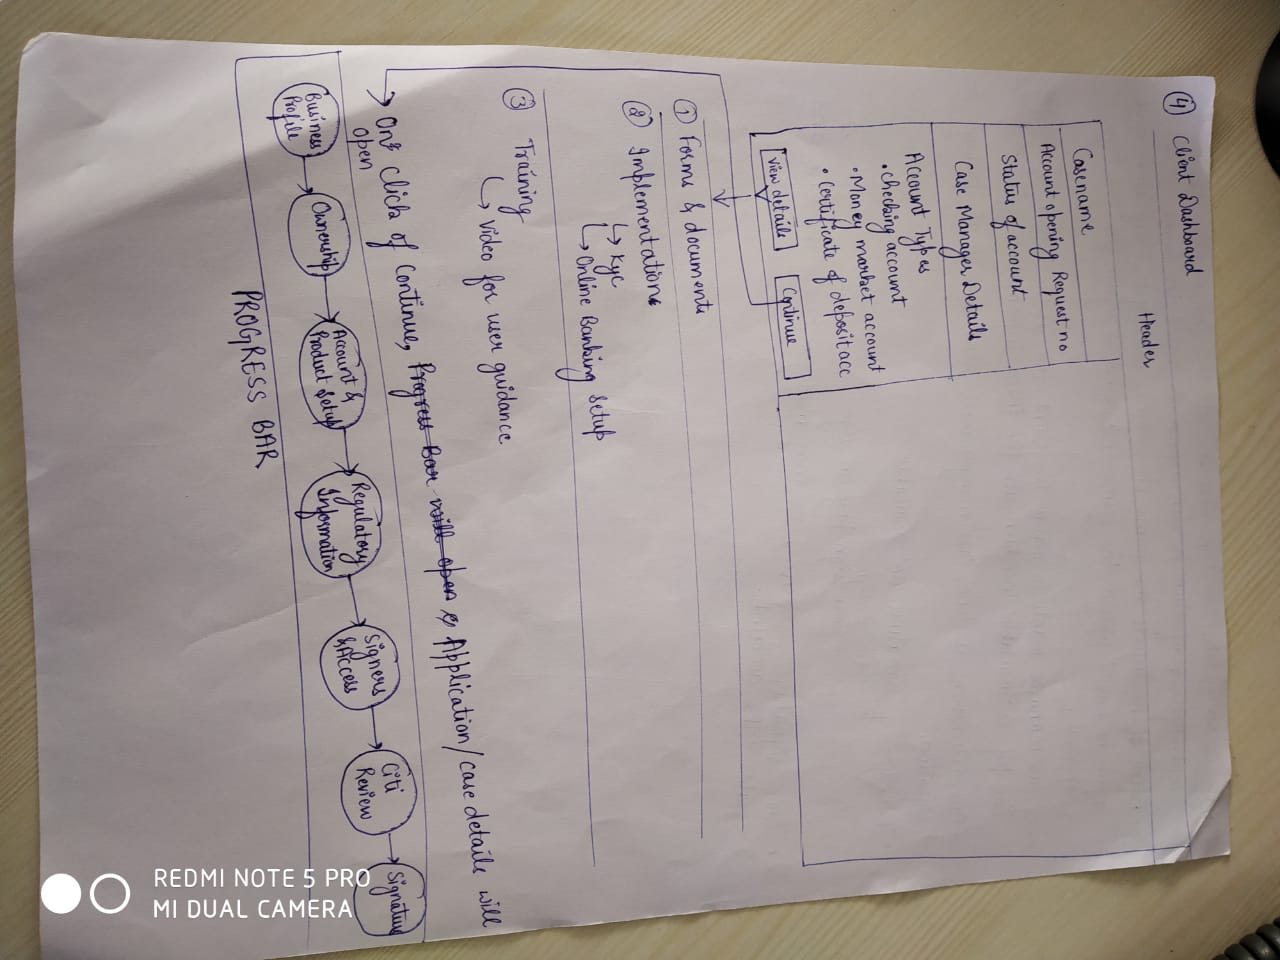 ④ Client Dashboard
Header
Case name
Account opening Request no
Status of account
Case Managers Details
Account Types
• checking account
• Money market account
• certificate of deposit acc
View details
Continue
① Forms & documents
② Implementations
↳ Kyc
↳ Online Banking Setup
③ Training
↳ Video for user guidance
→ On click of Continue, Progress Bar will open Application/case details will
open
Business
Profile
Ownership
Account &
Product Setup
Regulatory
Information
Signers
& Access
Citi
Review
Signature
PROGRESS BAR
REDMI NOTE 5 PRO
MI DUAL CAMERA